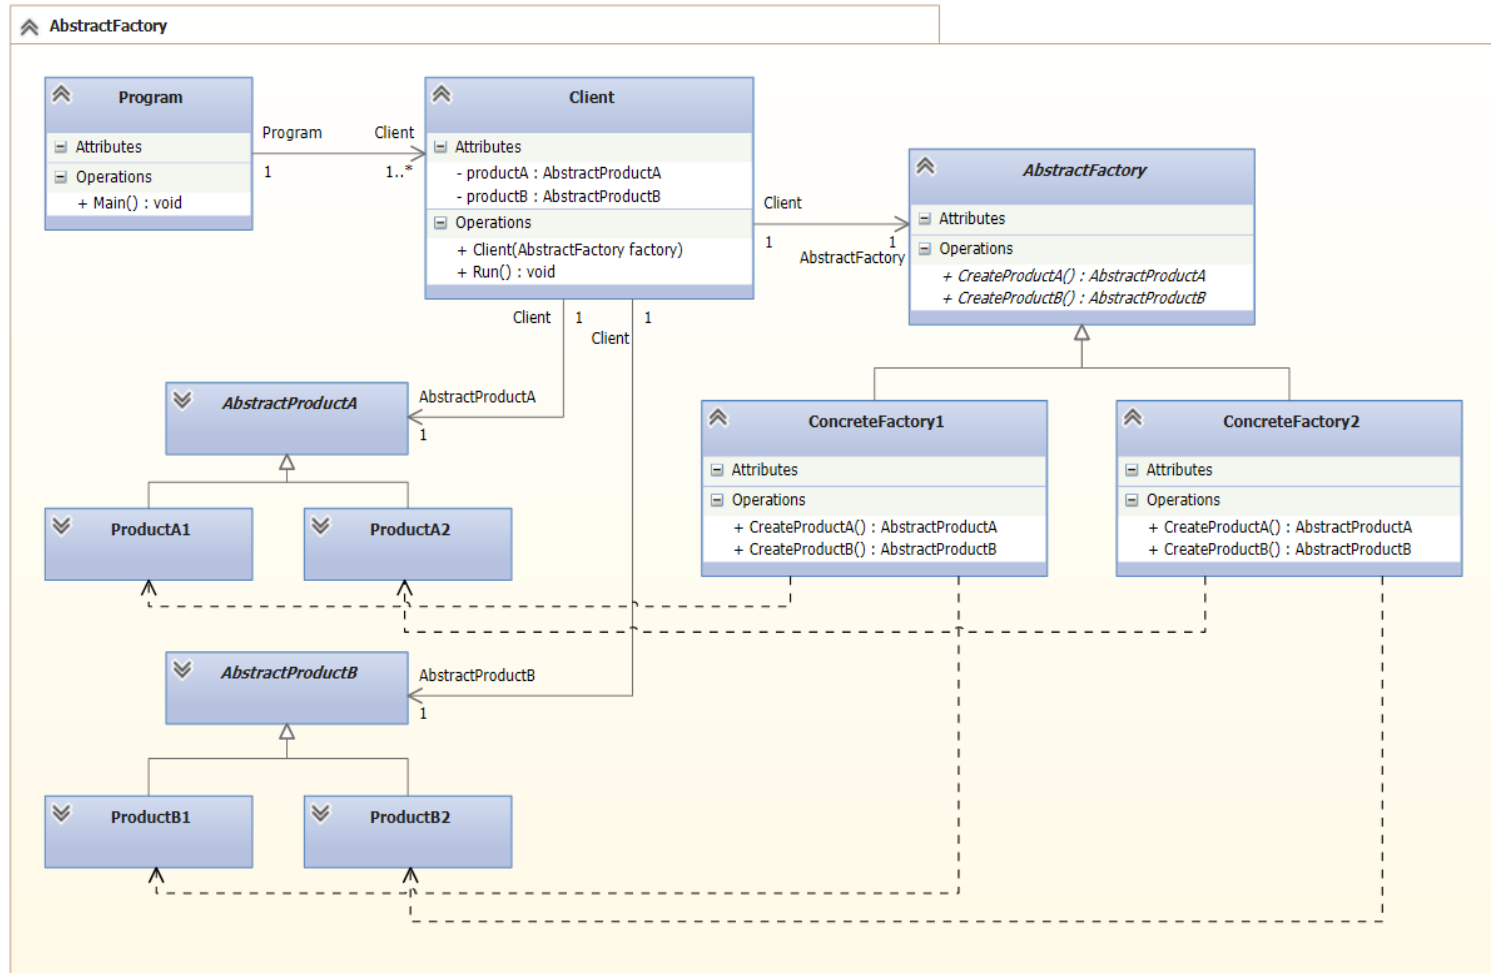 AbstractFactory
Program
Attributes
Operations
+ Main() : void
Program
Client
1
1..*
Client
Attributes
- productA : AbstractProductA
- productB : AbstractProductB
Operations
+ Client(AbstractFactory factory)
+ Run() : void
Client
1
1
AbstractFactory
AbstractFactory
Attributes
Operations
+ CreateProductA() : AbstractProductA
+ CreateProductB() : AbstractProductB
Client
1
1
Client
AbstractProductA
AbstractProductA
1
ConcreteFactory1
Attributes
Operations
+ CreateProductA() : AbstractProductA
+ CreateProductB() : AbstractProductB
ConcreteFactory2
Attributes
Operations
+ CreateProductA() : AbstractProductA
+ CreateProductB() : AbstractProductB
ProductA1
ProductA2
AbstractProductB
AbstractProductB
1
ProductB1
ProductB2